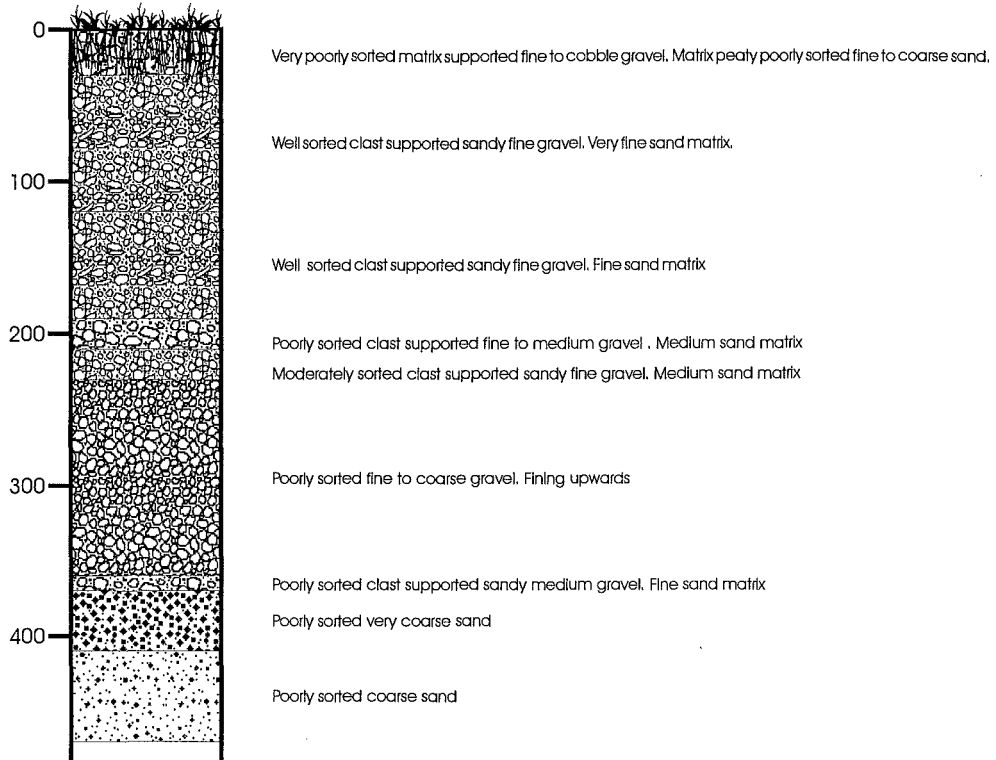 0
Very poorly sorted matrix supported fine to cobble gravel. Matrix peaty poorly sorted fine to coarse sand.
Well sorted clast supported sandy fine gravel. Very fine sand matrix.
100
Well sorted clast supported sandy fine gravel. Fine sand matrix
200
Poorly sorted clast supported fine to medium gravel . Medium sand matrix
Moderately sorted clast supported sandy fine gravel. Medium sand matrix
300
Poorly sorted fine to coarse gravel. Fining upwards
Poorly sorted clast supported sandy medium gravel. Fine sand matrix
Poorly sorted very coarse sand
400
Poorly sorted coarse sand